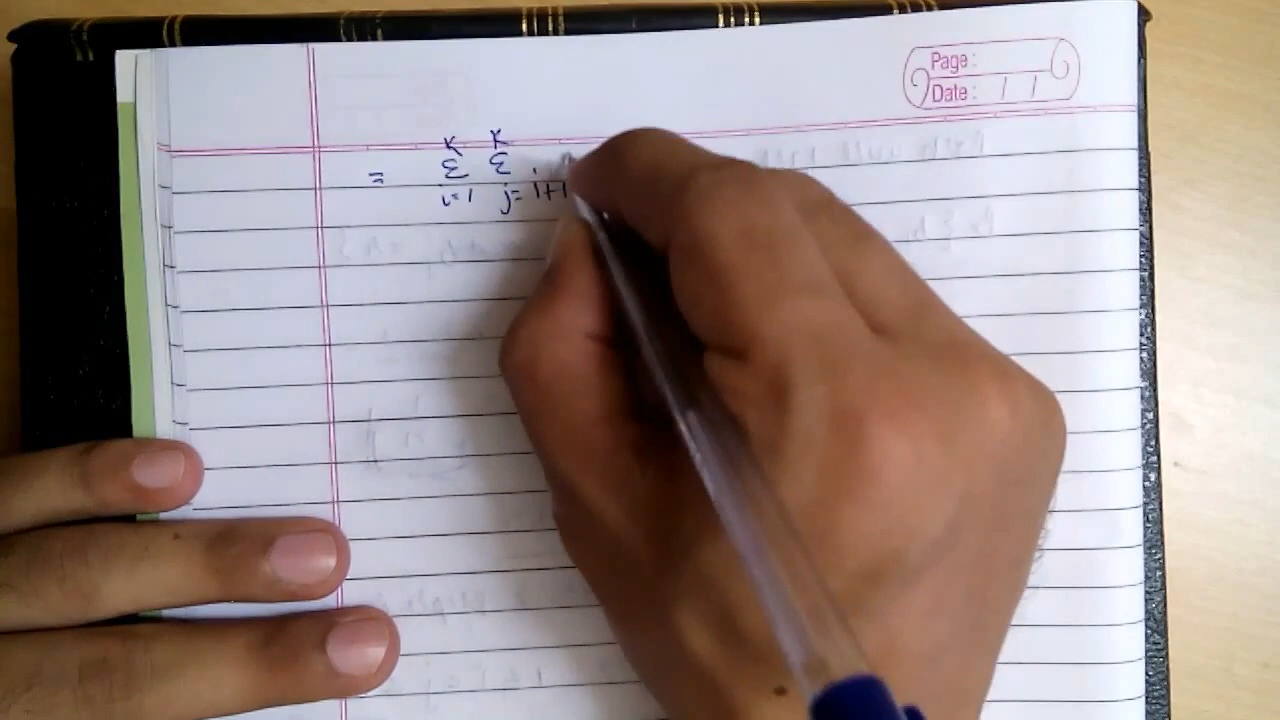 Page :
Date : / /
K K
= Σ Σ
i=1 j= i+1